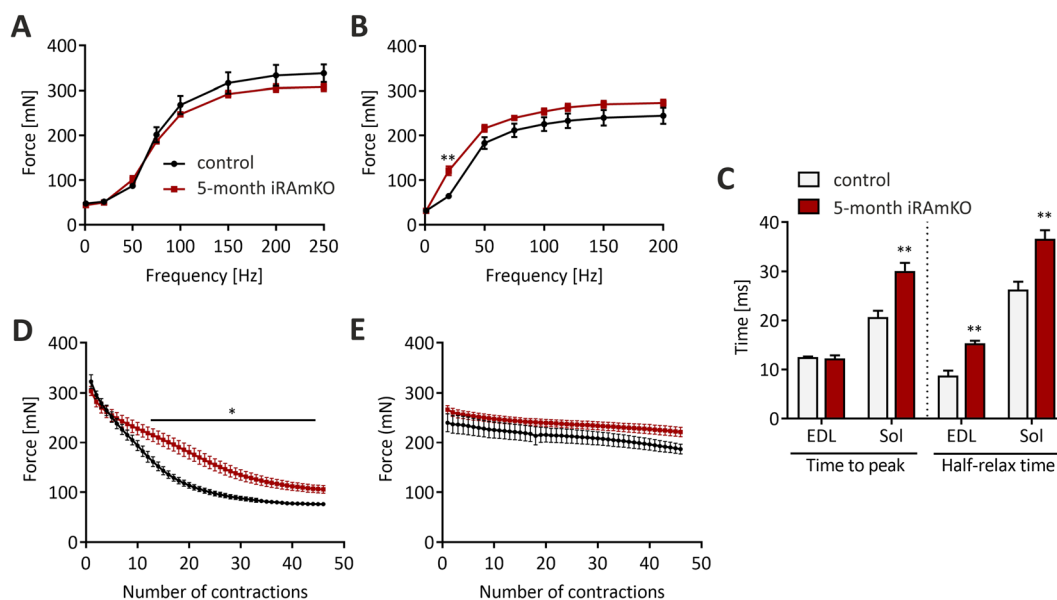 A
400
300
200
100
0
Force [mN]
control
5-month iRAmKO
0 50 100 150 200 250
Frequency [Hz]
B
400
300
200
100
0
Force [mN]
**
0 50 100 150 200
Frequency [Hz]
C
control
5-month iRAmKO
40
30
20
10
0
Time [ms]
**
**
**
EDL Sol EDL Sol
Time to peak Half-relax time
D
400
300
200
100
0
Force (mN)
*
0 10 20 30 40 50
Number of contractions
E
400
300
200
100
0
Force (mN)
0 10 20 30 40 50
Number of contractions